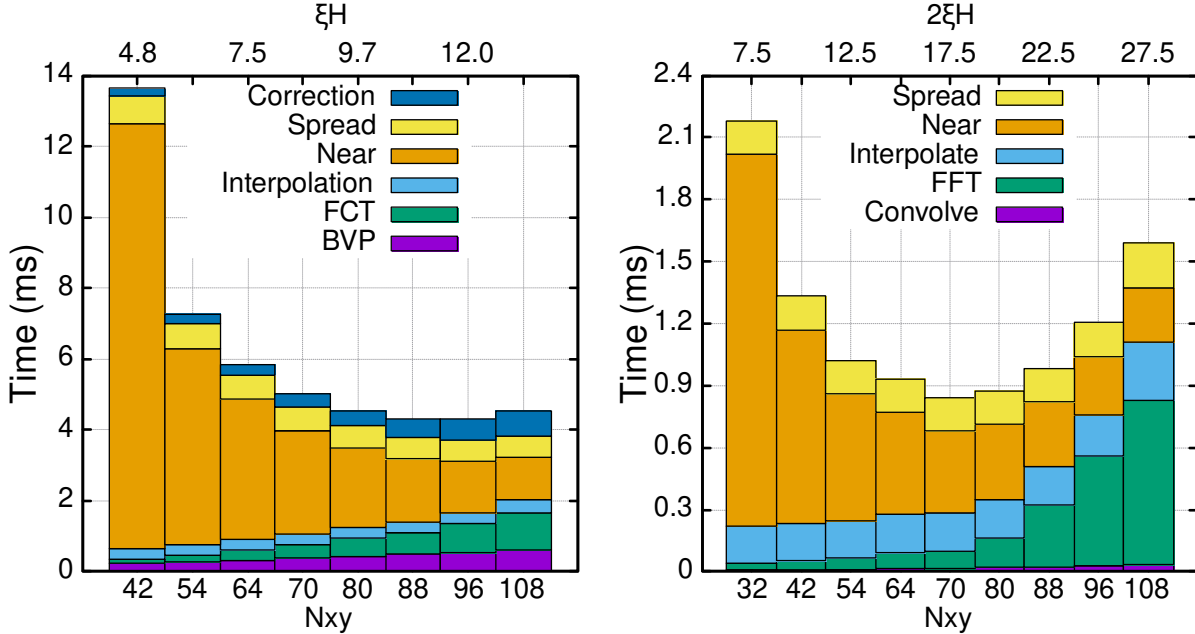 ξH
4.8 7.5 9.7 12.0
14
12
10
8
6
4
2
0
Time (ms)
Correction
Spread
Near
Interpolation
FCT
BVP
42 54 64 70 80 88 96 108
Nxy
2ξH
7.5 12.5 17.5 22.5 27.5
2.4
2.1
1.8
1.5
1.2
0.9
0.6
0.3
0
Time (ms)
Spread
Near
Interpolate
FFT
Convolve
32 42 54 64 70 80 88 96 108
Nxy